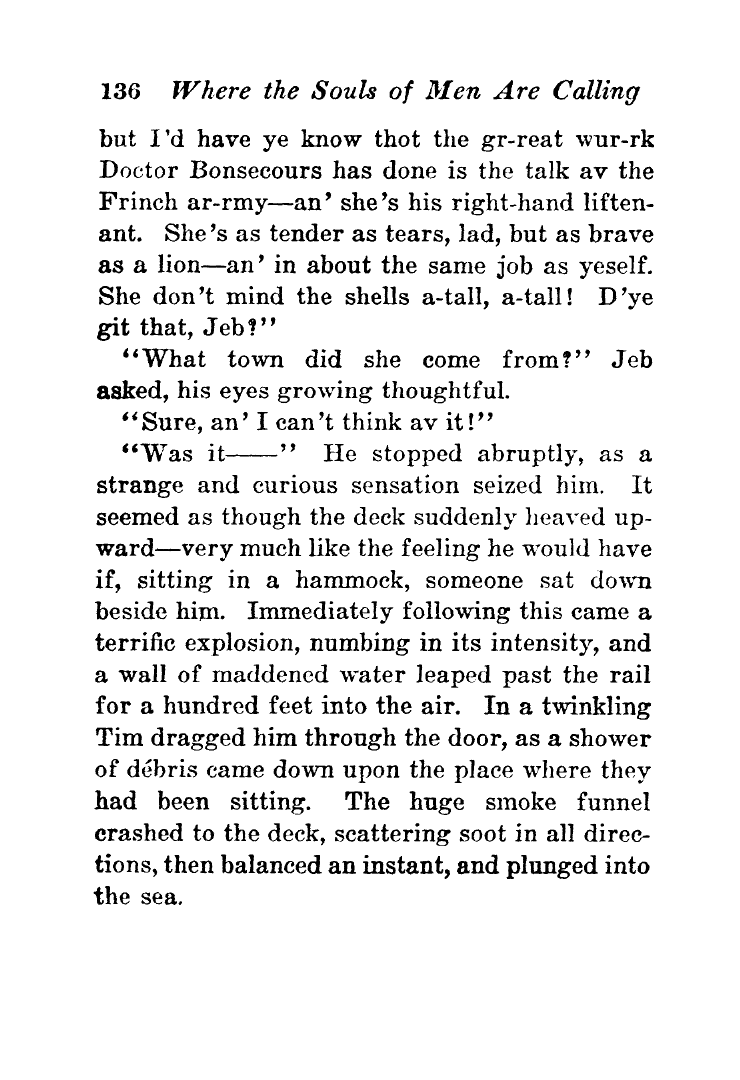 136 Where the Souls of Men Are Calling
but I'd have ye know thot the gr-reat wur-rk
Doctor Bonsecours has done is the talk av the
Frinch ar-rmy—an' she's his right-hand liften-
ant. She's as tender as tears, lad, but as brave
as a lion—an' in about the same job as yeself.
She don't mind the shells a-tall, a-tall! D'ye
git that, Jeb?"
"What town did she come from?" Jeb
asked, his eyes growing thoughtful.
"Sure, an' I can't think av it!"
"Was it——" He stopped abruptly, as a
strange and curious sensation seized him. It
seemed as though the deck suddenly heaved up-
ward—very much like the feeling he would have
if, sitting in a hammock, someone sat down
beside him. Immediately following this came a
terrific explosion, numbing in its intensity, and
a wall of maddened water leaped past the rail
for a hundred feet into the air. In a twinkling
Tim dragged him through the door, as a shower
of débris came down upon the place where they
had been sitting. The huge smoke funnel
crashed to the deck, scattering soot in all direc-
tions, then balanced an instant, and plunged into
the sea.